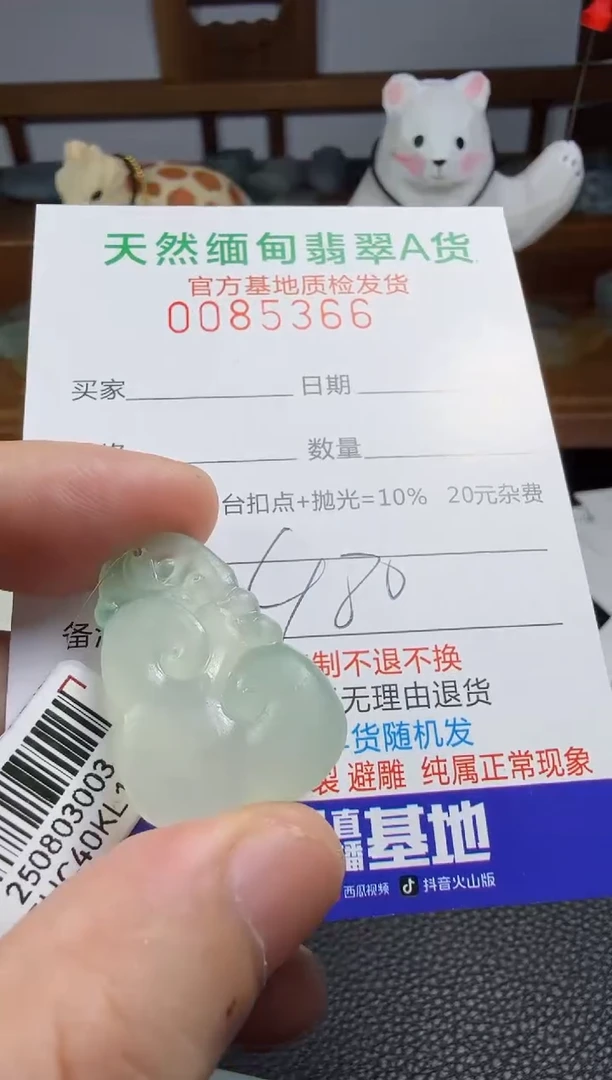 天然缅甸翡翠A货
官方基地质检发货
0085366
买家 日期
数量
台扣点+抛光=10% 20元杂费
480
备
制不退不换
无理由退货
货随机发
裂 避雕 纯属正常现象
直播基地
西瓜视频 抖音火山版
250803003